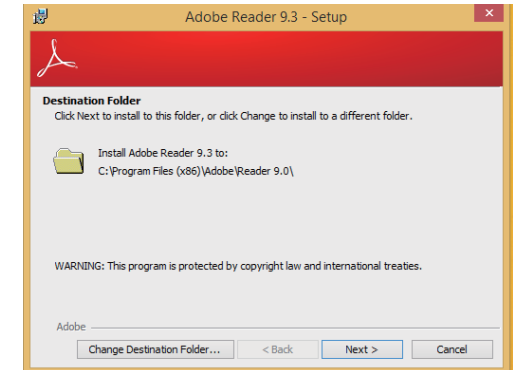 Adobe Reader 9.3 - Setup
Destination Folder
Click Next to install to this folder, or click Change to install to a different folder.
Install Adobe Reader 9.3 to:
C:\Program Files (x86)\Adobe\Reader 9.0\
WARNING: This program is protected by copyright law and international treaties.
Adobe
Change Destination Folder... < Back Next > Cancel